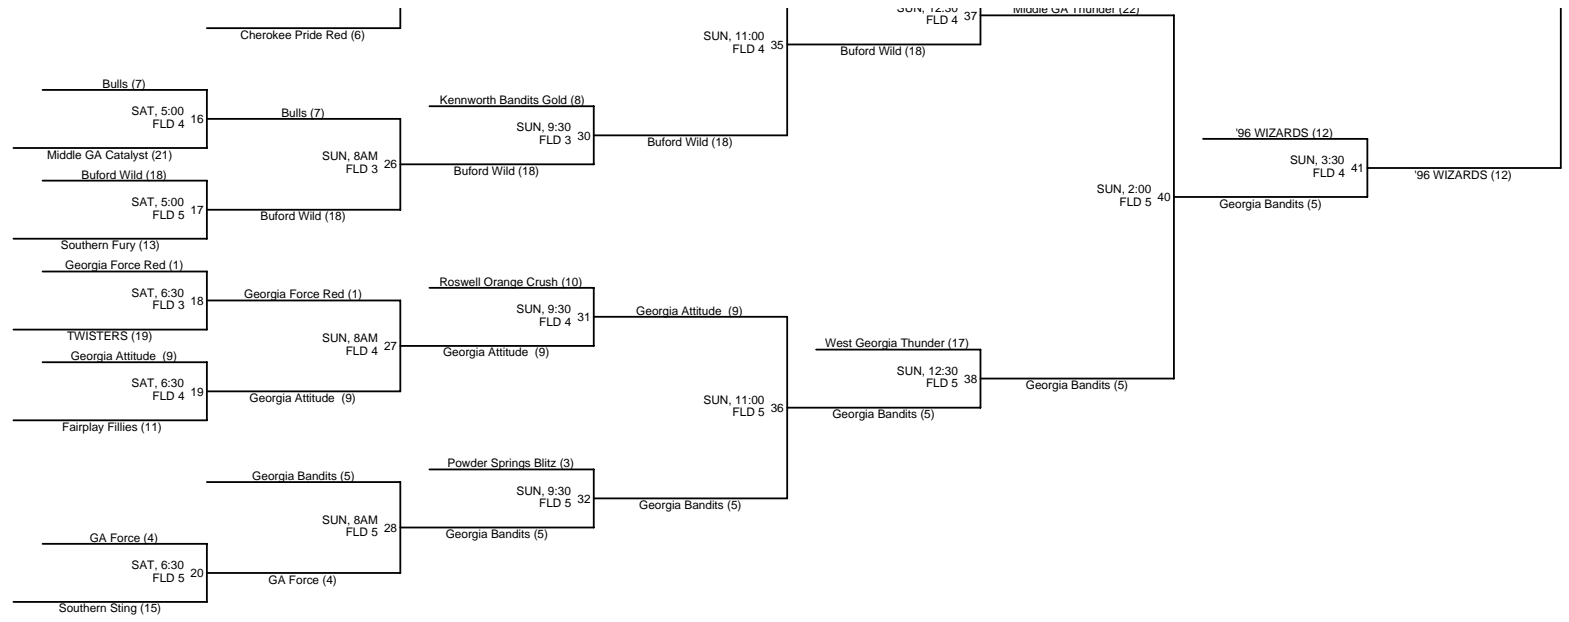 SUN, 12:30
FLD 4 37
Middle GA Thunder (22)
Cherokee Pride Red (6)
SUN, 11:00
FLD 4 35
Buford Wild (18)
Bulls (7)
SAT, 5:00
FLD 4 16
Bulls (7)
Kennworth Bandits Gold (8)
SUN, 9:30
FLD 3 30
Buford Wild (18)
'96 WIZARDS (12)
Middle GA Catalyst (21)
SUN, 8AM
FLD 3 26
Buford Wild (18)
SUN, 3:30
FLD 4 41
'96 WIZARDS (12)
Buford Wild (18)
SAT, 5:00
FLD 5 17
Buford Wild (18)
SUN, 2:00
FLD 5 40
Georgia Bandits (5)
Southern Fury (13)
Georgia Force Red (1)
SAT, 6:30
FLD 3 18
Georgia Force Red (1)
Roswell Orange Crush (10)
SUN, 9:30
FLD 4 31
Georgia Attitude (9)
TWISTERS (19)
SUN, 8AM
FLD 4 27
Georgia Attitude (9)
West Georgia Thunder (17)
Georgia Attitude (9)
SAT, 6:30
FLD 4 19
Georgia Attitude (9)
SUN, 12:30
FLD 5 38
Georgia Bandits (5)
SUN, 11:00
FLD 5 36
Georgia Bandits (5)
Fairplay Fillies (11)
Georgia Bandits (5)
Powder Springs Blitz (3)
SUN, 9:30
FLD 5 32
Georgia Bandits (5)
SUN, 8AM
FLD 5 28
Georgia Bandits (5)
GA Force (4)
SAT, 6:30
FLD 5 20
GA Force (4)
Southern Sting (15)